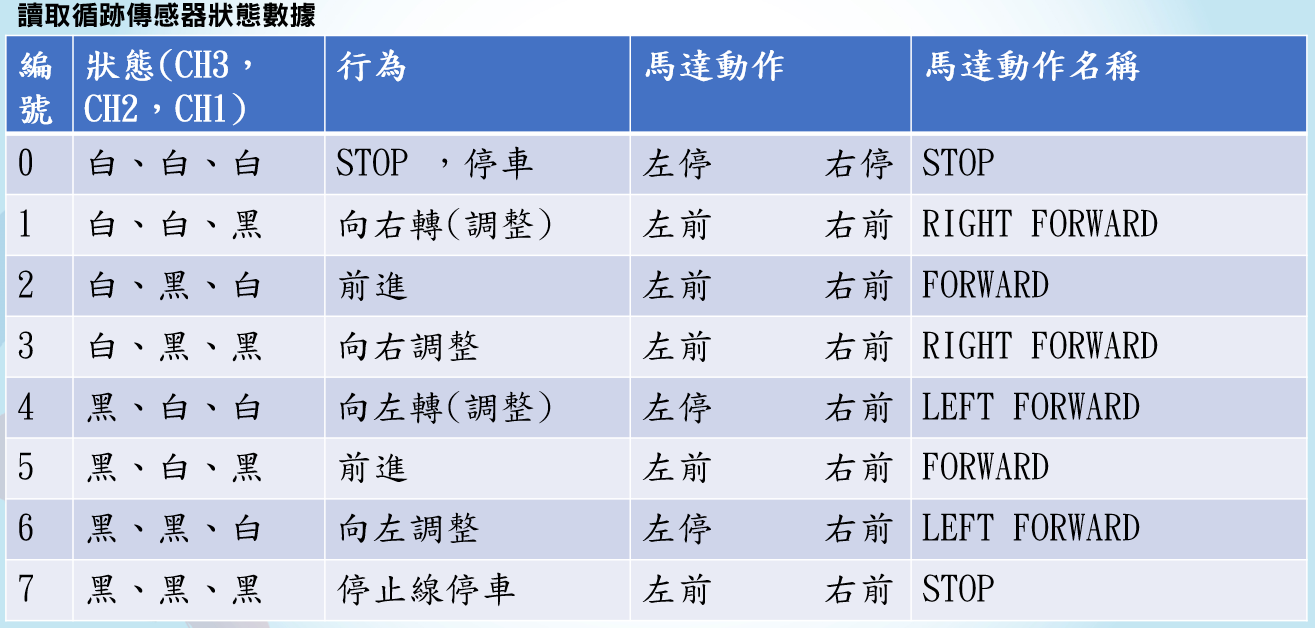 讀取循跡傳感器狀態數據
編號 狀態(CH3，CH2，CH1) 行為 馬達動作 馬達動作名稱
0 白、白、白 STOP ，停車 左停 右停 STOP
1 白、白、黑 向右轉(調整) 左前 右前 RIGHT FORWARD
2 白、黑、白 前進 左前 右前 FORWARD
3 白、黑、黑 向右調整 左前 右前 RIGHT FORWARD
4 黑、白、白 向左轉(調整) 左停 右前 LEFT FORWARD
5 黑、白、黑 前進 左前 右前 FORWARD
6 黑、黑、白 向左調整 左停 右前 LEFT FORWARD
7 黑、黑、黑 停止線停車 左前 右前 STOP